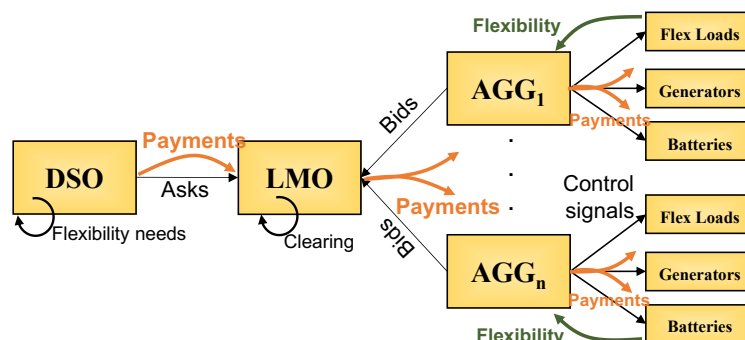 Flexibility
Flex Loads
AGG1
Generators
Payments
Batteries
Bids
Payments
DSO
LMO
Asks
Payments
Flexibility needs
Clearing
Control
signals
Bids
Flex Loads
AGGn
Generators
Payments
Batteries
Flexibility